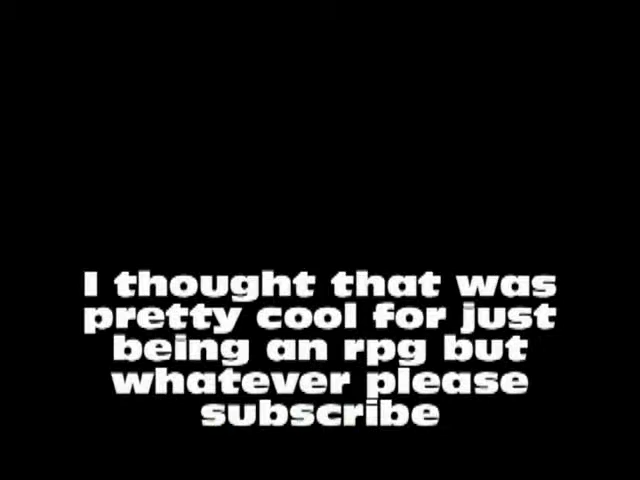 I thought that was
pretty cool for just
being an rpg but
whatever please
subscribe